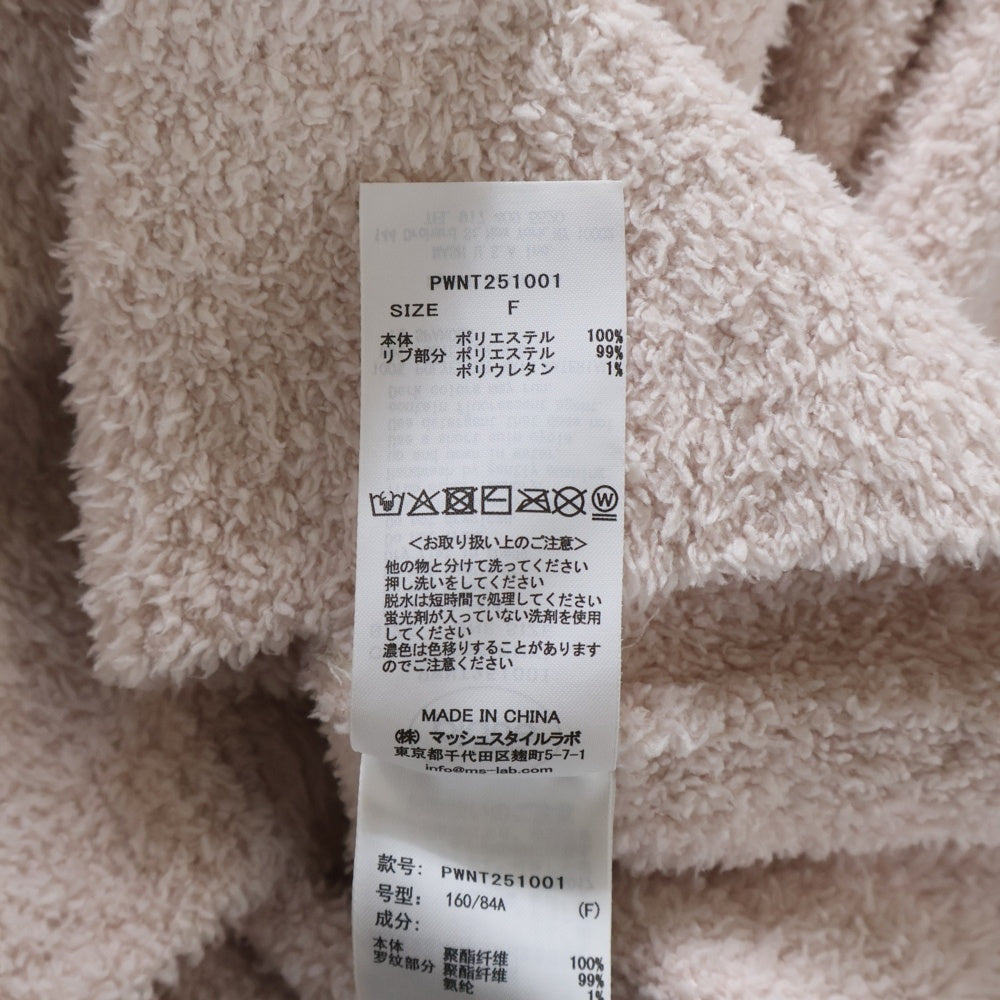 PWNT251001
SIZE F
本体 ポリエステル 100%
リブ部分 ポリエステル 99%
ポリウレタン 1%
W
<お取り扱い上のご注意>
他の物と分けて洗ってください
押し洗いをしてください
脱水は短時間で処理してください
蛍光剤が入っていない洗剤を使用
してください
濃色は色移りすることがあります
のでご注意ください
MADE IN CHINA
㈱ マッシュスタイルラボ
東京都千代田区麹町5-7-1
info@ms-lab.com
款号: PWNT251001
号型: 160/84A (F)
成分:
本体 聚酯纤维 100%
罗纹部分 聚酯纤维 99%
氨纶 1%